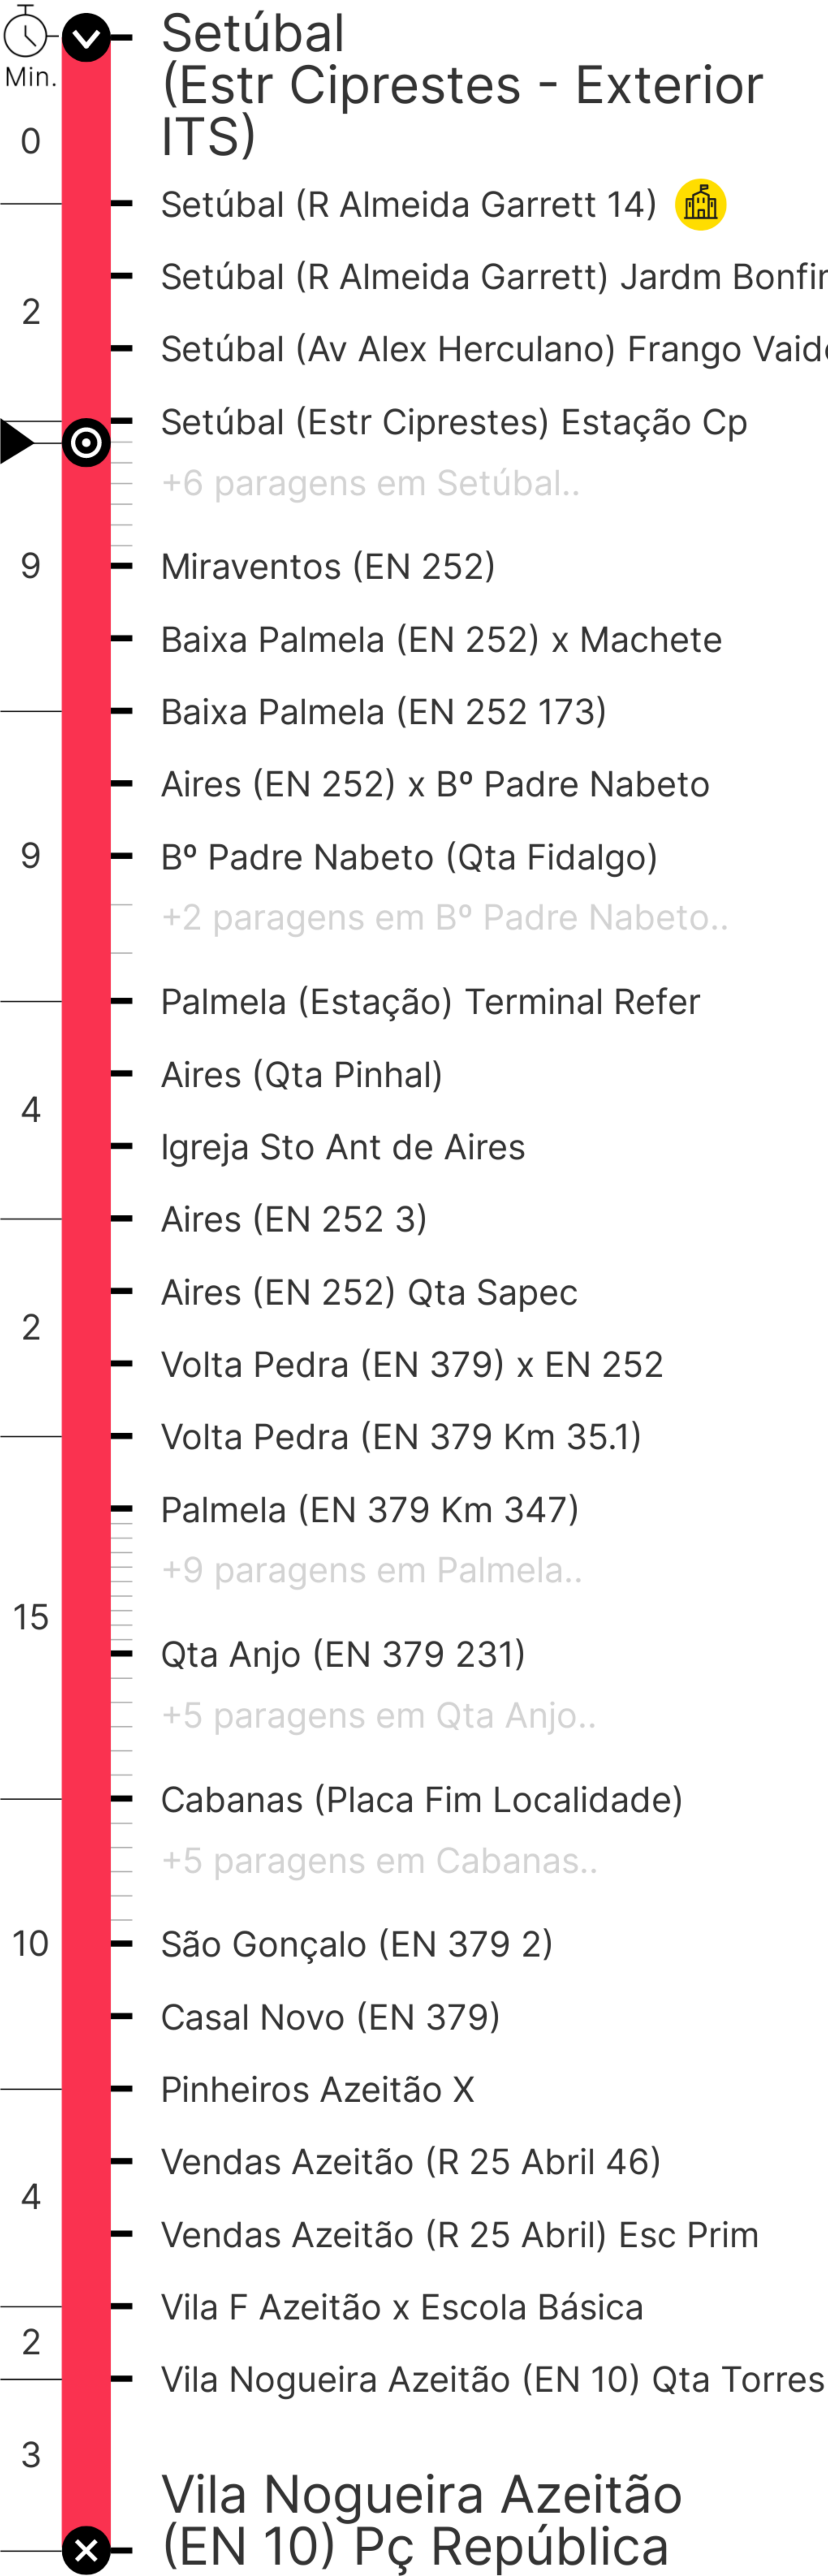 Setúbal
(Estr Ciprestes - Exterior
ITS)
Min.
0
Setúbal (R Almeida Garrett 14)
Setúbal (R Almeida Garrett) Jardm
2
Setúbal (Av Alex Herculano) Frango
Setúbal (Estr Ciprestes) Estação Cp
+6 paragens em Setúbal..
9
Miraventos (EN 252)
Baixa Palmela (EN 252) x Machete
Baixa Palmela (EN 252 173)
Aires (EN 252) x Bº Padre Nabeto
9
Bº Padre Nabeto (Qta Fidalgo)
+2 paragens em Bº Padre Nabeto..
Palmela (Estação) Terminal Refer
Aires (Qta Pinhal)
4
Igreja Sto Ant de Aires
Aires (EN 252 3)
Aires (EN 252) Qta Sapec
2
Volta Pedra (EN 379) x EN 252
Volta Pedra (EN 379 Km 35.1)
Palmela (EN 379 Km 347)
+9 paragens em Palmela..
15
Qta Anjo (EN 379 231)
+5 paragens em Qta Anjo..
Cabanas (Placa Fim Localidade)
+5 paragens em Cabanas..
10
São Gonçalo (EN 379 2)
Casal Novo (EN 379)
Pinheiros Azeitão X
Vendas Azeitão (R 25 Abril 46)
4
Vendas Azeitão (R 25 Abril) Esc Prim
Vila F Azeitão x Escola Básica
2
Vila Nogueira Azeitão (EN 10) Qta Torres
3
Vila Nogueira Azeitão
(EN 10) Pç República